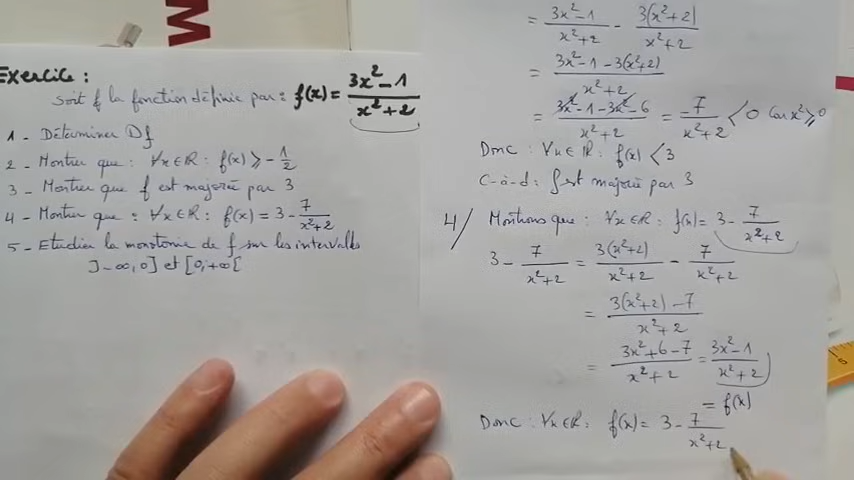 Exercice :
soit f la fonction définie par : f(x) = (3x² - 1)/(x² + 2)
1 - Déterminer Df
2 - Montrer que : ∀x∈ℝ : f(x) ⩾ -1/2
3 - Montrer que f est majorée par 3
4 - Montrer que : ∀x∈ℝ : f(x) = 3 - 7/(x²+2)
5 - Etudier la monotonie de f sur les intervalles
]-∞,0] et [0,+∞[
= (3x²-1)/(x²+2) - 3(x²+2)/(x²+2)
= (3x²-1-3(x²+2))/(x²+2)
= (3x²-1-3x²-6)/(x²+2) = -7/(x²+2) < 0 Car x² ⩾ 0
Donc : ∀x∈ℝ : f(x) < 3
C-à-d : f est majorée par 3
4/ Montrons que : ∀x∈ℝ : f(x) = 3 - 7/(x²+2)
3 - 7/(x²+2) = 3(x²+2)/(x²+2) - 7/(x²+2)
= (3(x²+2) - 7)/(x²+2)
= (3x²+6-7)/(x²+2) = (3x²-1)/(x²+2)
= f(x)
Donc : ∀x∈ℝ : f(x) = 3 - 7/(x²+2)